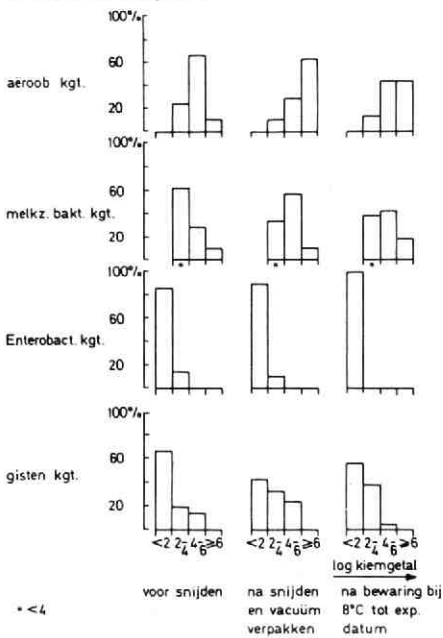 100%
60
20
aëroob kgt.
60
20
melkz. bakt. kgt.
* * *
100%
60
20
Enterobact. kgt.
100%
60
20
gisten kgt.
<2 2-4 4-6 ≥6 <2 2-4 4-6 ≥6 <2 2-4 4-6 ≥6
log kiemgetal
voor snijden
na snijden
en vacuüm
verpakken
na bewaring bij
8°C tot exp.
datum
* <4